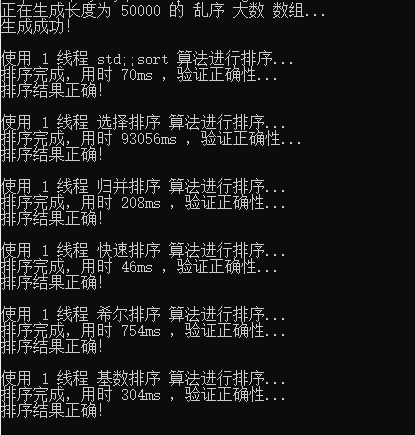 正在生成长度为 50000 的 乱序 大数 数组...
生成成功!
使用 1 线程 std;;sort 算法进行排序...
排序完成，用时 70ms ，验证正确性...
排序结果正确!
使用 1 线程 选择排序 算法进行排序...
排序完成，用时 93056ms ，验证正确性...
排序结果正确!
使用 1 线程 归并排序 算法进行排序...
排序完成，用时 208ms ，验证正确性...
排序结果正确!
使用 1 线程 快速排序 算法进行排序...
排序完成，用时 46ms ，验证正确性...
排序结果正确!
使用 1 线程 希尔排序 算法进行排序...
排序完成，用时 754ms ，验证正确性...
排序结果正确!
使用 1 线程 基数排序 算法进行排序...
排序完成，用时 304ms ，验证正确性...
排序结果正确!